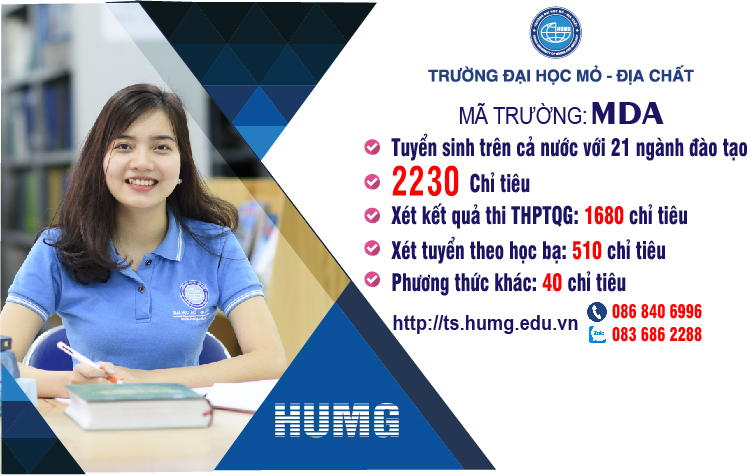 HUMG
TRƯỜNG ĐẠI HỌC MỎ - ĐỊA CHẤT
MÃ TRƯỜNG: MDA
Tuyển sinh trên cả nước với 21 ngành đào tạo
2230 Chỉ tiêu
Xét kết quả thi THPTQG: 1680 chỉ tiêu
Xét tuyển theo học bạ: 510 chỉ tiêu
Phương thức khác: 40 chỉ tiêu
http://ts.humg.edu.vn
086 840 6996
Zalo
083 686 2288
HUMG